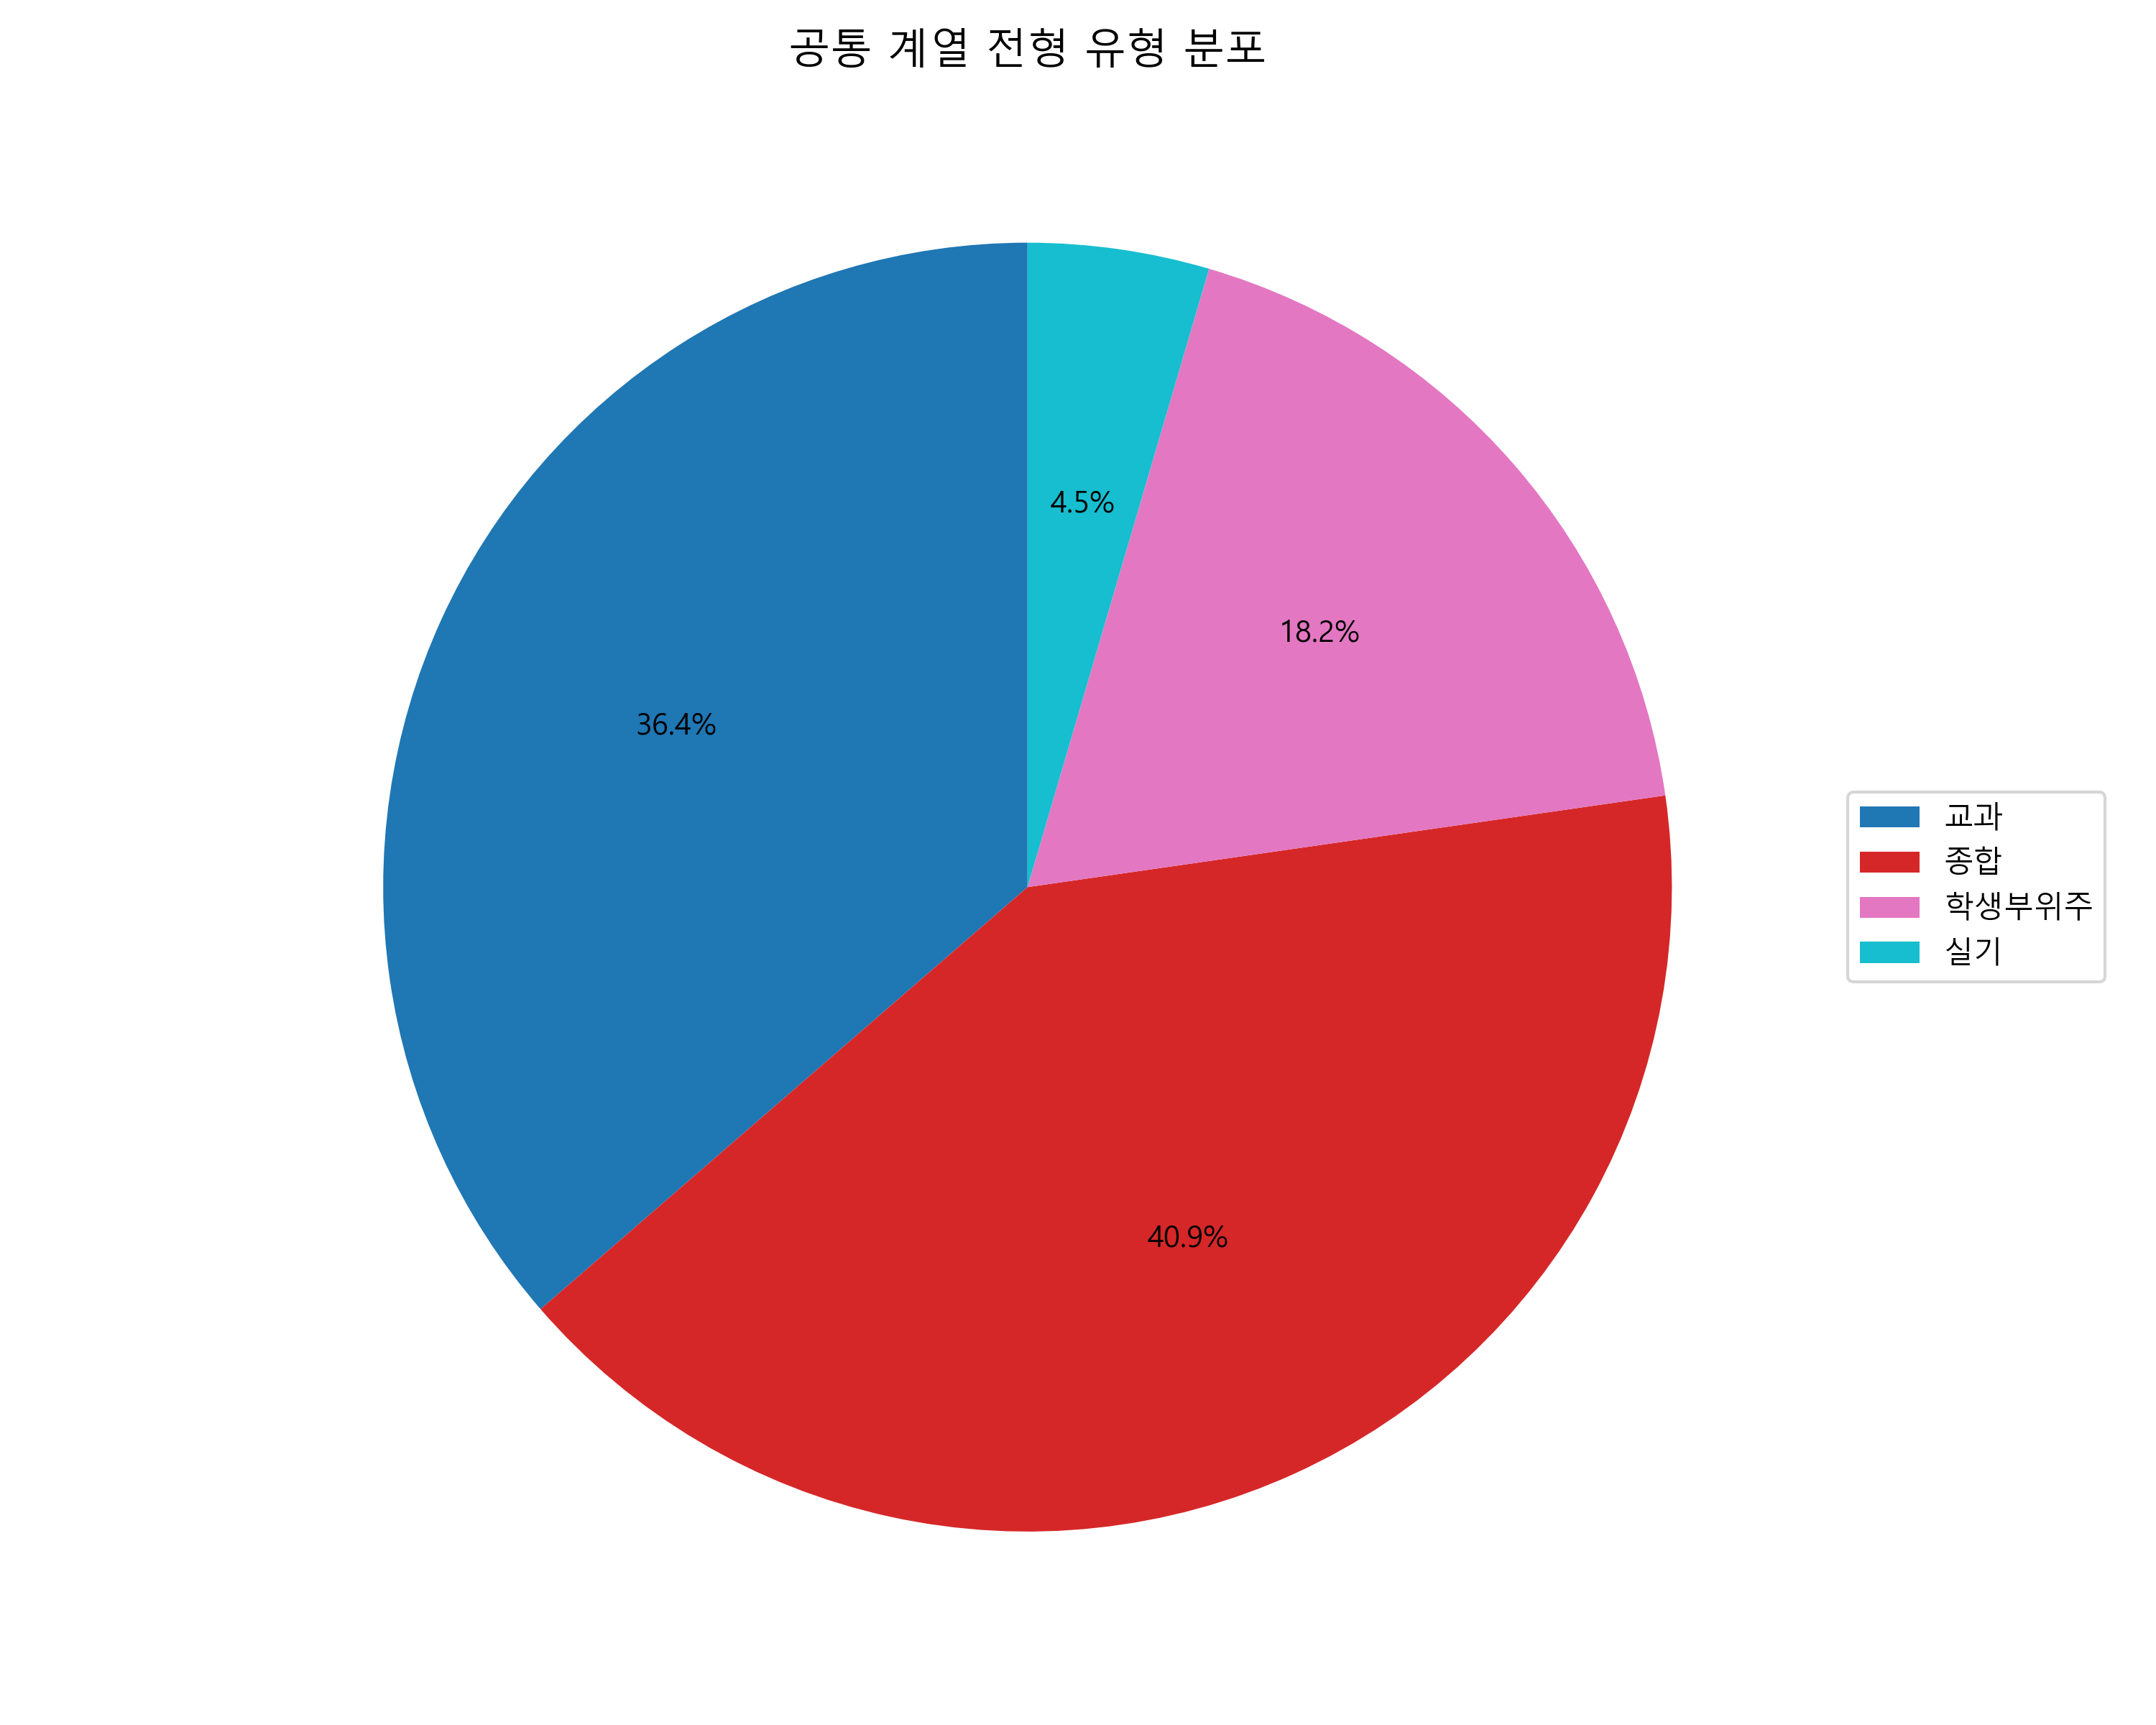 공통 계열 전형 유형 분포
4.5%
18.2%
36.4%
40.9%
교과
종합
학생부위주
실기